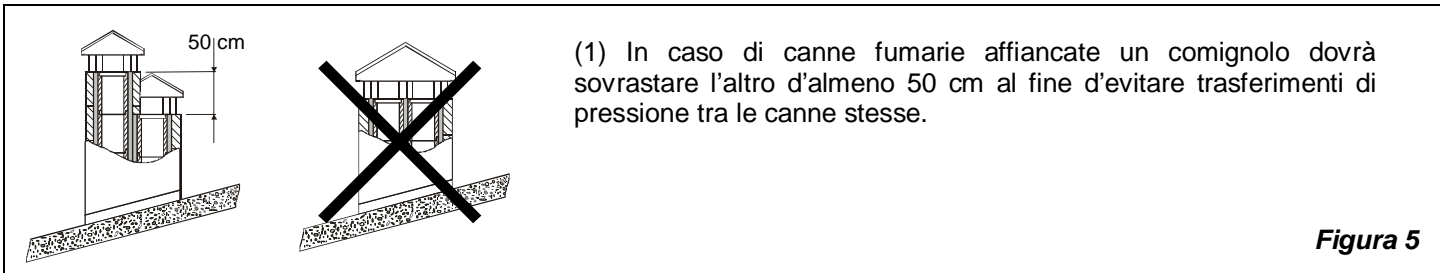 50 cm
(1) In caso di canne fumarie affiancate un comignolo dovrà
sovrastare l'altro d'almeno 50 cm al fine d'evitare trasferimenti di
pressione tra le canne stesse.
Figura 5